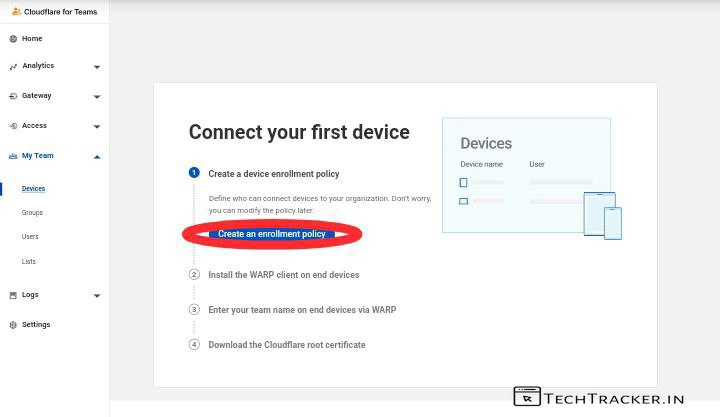 Cloudflare for Teams
Home
Analytics
Gateway
Access
My Team
Devices
Groups
Users
Lists
Logs
Settings
Connect your first device
1 Create a device enrollment policy
Define who can connect devices to your organization. Don't worry,
you can modify the policy later.
Create an enrollment policy
2 Install the WARP client on end devices
3 Enter your team name on end devices via WARP
4 Download the Cloudflare root certificate
Devices
Device name User
TECHTRACKER.IN